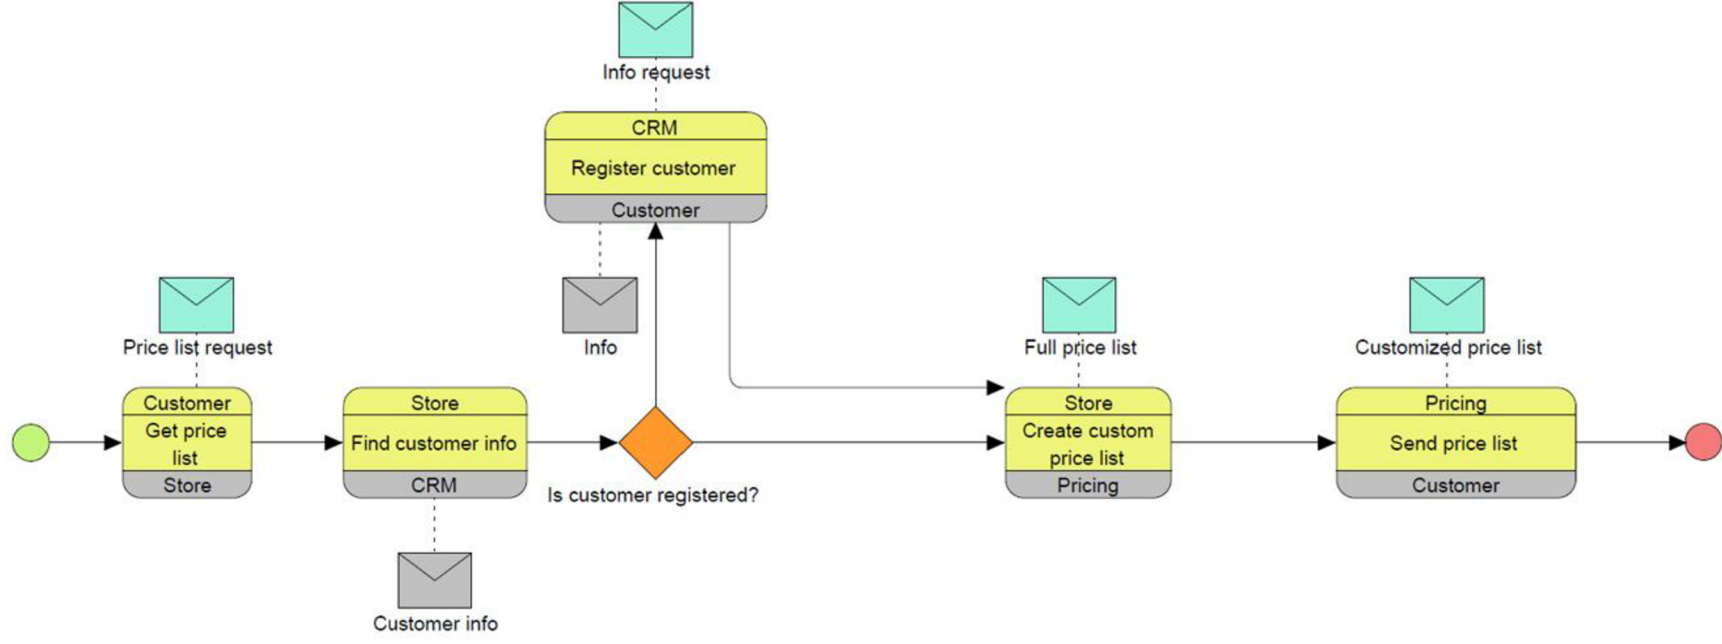 Info request
CRM
Register customer
Customer
Info
Price list request
Customer
Get price
list
Store
Store
Find customer info
CRM
Customer info
Is customer registered?
Full price list
Store
Create custom
price list
Pricing
Customized price list
Pricing
Send price list
Customer